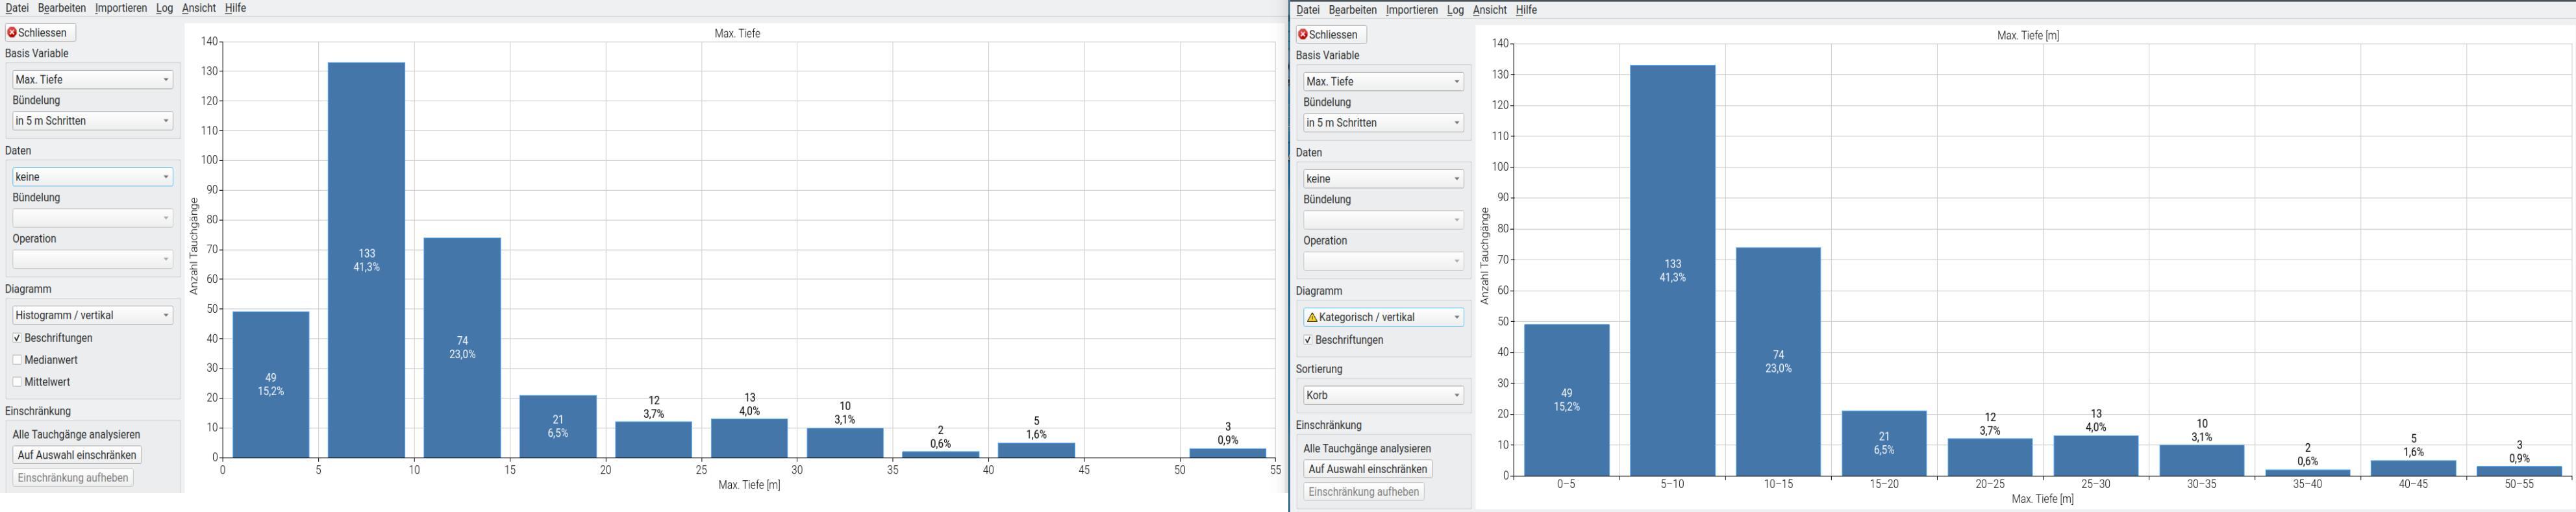 Datei Bearbeiten Importieren Log Ansicht Hilfe
Schliessen
Basis Variable
Max. Tiefe
Bündelung
in 5 m Schritten
Daten
keine
Bündelung
Operation
Diagramm
Histogramm / vertikal
Beschriftungen
Medianwert
Mittelwert
Einschränkung
Alle Tauchgänge analysieren
Auf Auswahl einschränken
Einschränkung aufheben
Max. Tiefe
Anzahl Tauchgänge
140
130
120
110
100
90
80
70
60
50
40
30
20
10
0
49
15,2%
133
41,3%
74
23,0%
21
6,5%
12
3,7%
13
4,0%
10
3,1%
2
0,6%
5
1,6%
3
0,9%
0 5 10 15 20 25 30 35 40 45 50 55
Max. Tiefe [m]
Datei Bearbeiten Importieren Log Ansicht Hilfe
Schliessen
Basis Variable
Max. Tiefe
Bündelung
in 5 m Schritten
Daten
keine
Bündelung
Operation
Diagramm
Kategorisch / vertikal
Beschriftungen
Sortierung
Korb
Einschränkung
Alle Tauchgänge analysieren
Auf Auswahl einschränken
Einschränkung aufheben
Max. Tiefe [m]
Anzahl Tauchgänge
140
130
120
110
100
90
80
70
60
50
40
30
20
10
0
49
15,2%
133
41,3%
74
23,0%
21
6,5%
12
3,7%
13
4,0%
10
3,1%
2
0,6%
5
1,6%
3
0,9%
0–5 5–10 10–15 15–20 20–25 25–30 30–35 35–40 40–45 50–55
Max. Tiefe [m]